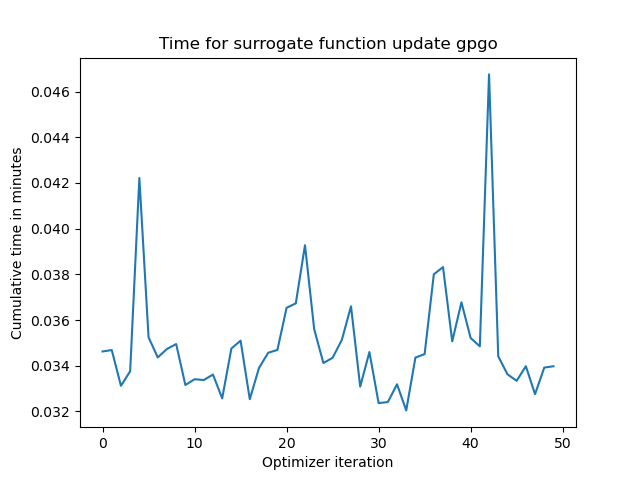 Time for surrogate function update gpgo
0.046
0.044
0.042
0.040
0.038
0.036
0.034
0.032
Cumulative time in minutes
0 10 20 30 40 50
Optimizer iteration